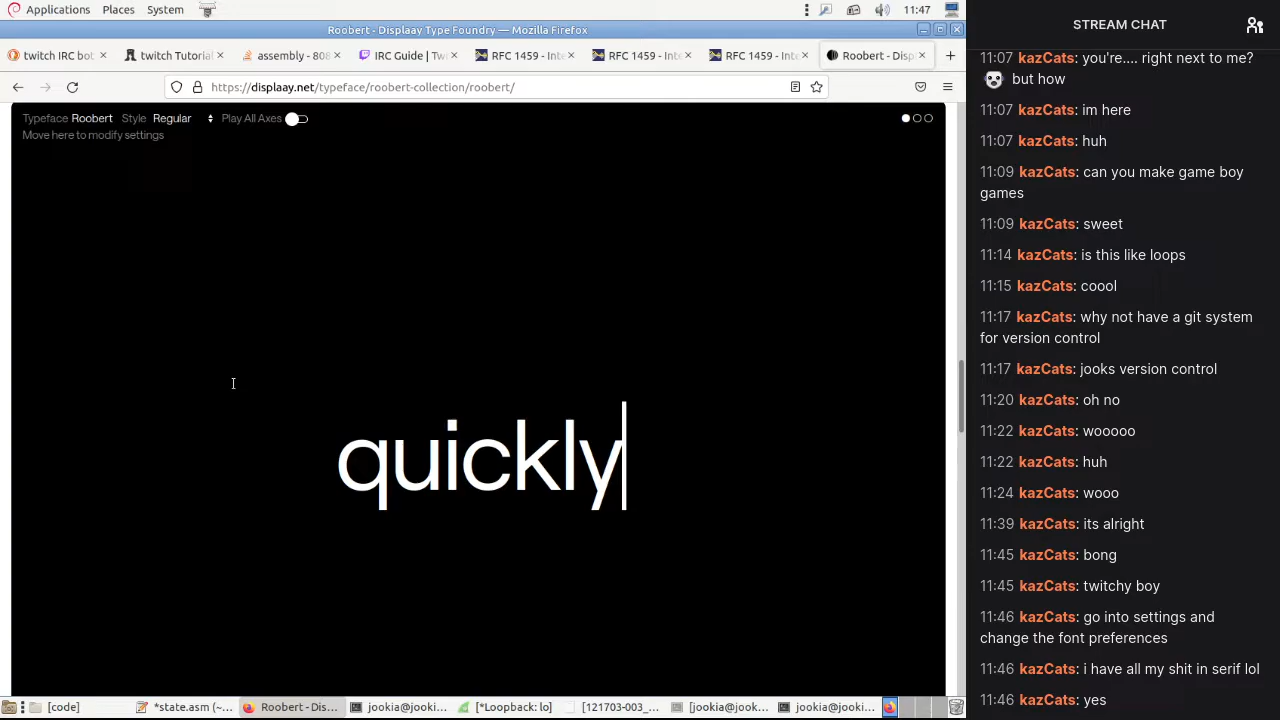 Applications Places System
11:47
Roobert - Displaay Type Foundry — Mozilla Firefox
twitch IRC bot
twitch Tutorial
assembly - 808
IRC Guide | Tw
RFC 1459 - Inte
RFC 1459 - Inte
RFC 1459 - Inte
Roobert - Disp
https://displaay.net/typeface/roobert-collection/roobert/
Typeface Roobert Style Regular Play All Axes
Move here to modify settings
quickly
[code]
*state.asm (~...
Roobert - Dis...
jookia@jooki...
[*Loopback: lo]
[121703-003_...
[jookia@jook...
jookia@jooki...
STREAM CHAT
11:07 kazCats: you're.... right next to me?
but how
11:07 kazCats: im here
11:07 kazCats: huh
11:09 kazCats: can you make game boy
games
11:09 kazCats: sweet
11:14 kazCats: is this like loops
11:15 kazCats: coool
11:17 kazCats: why not have a git system
for version control
11:17 kazCats: jooks version control
11:20 kazCats: oh no
11:22 kazCats: wooooo
11:22 kazCats: huh
11:24 kazCats: wooo
11:39 kazCats: its alright
11:45 kazCats: bong
11:45 kazCats: twitchy boy
11:46 kazCats: go into settings and
change the font preferences
11:46 kazCats: i have all my shit in serif lol
11:46 kazCats: yes